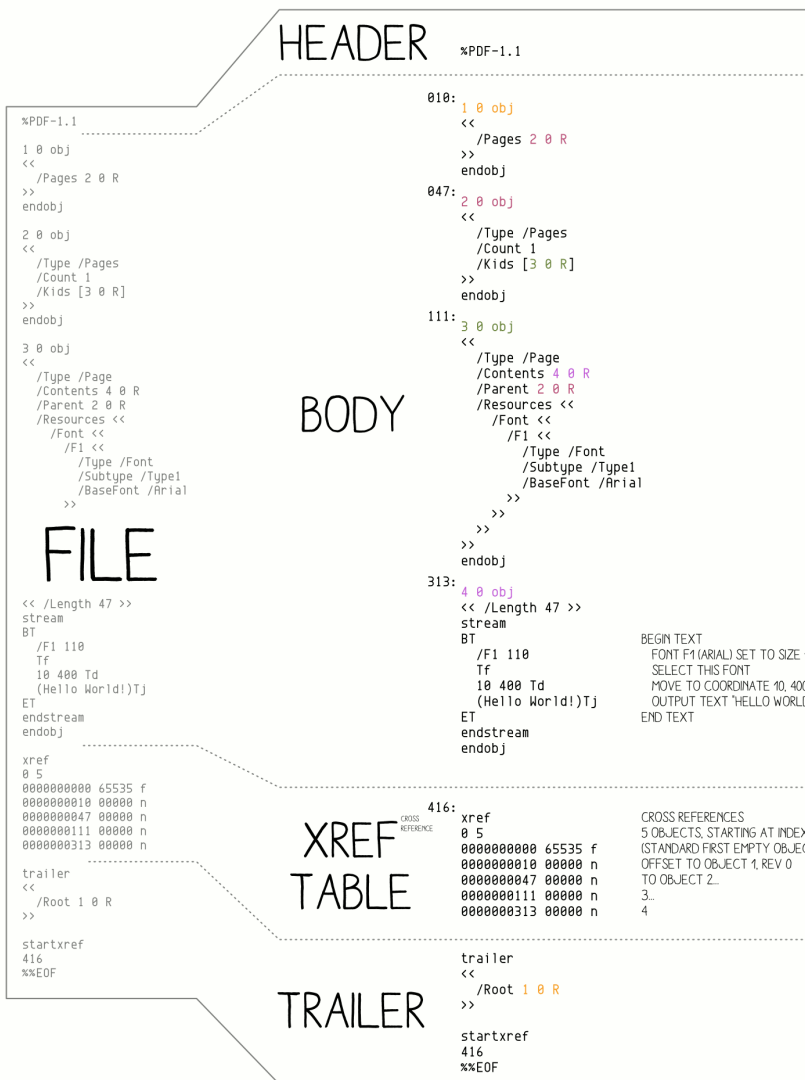 %PDF-1.1
1 0 obj
<<
/Pages 2 0 R
>>
endobj
2 0 obj
<<
/Type /Pages
/Count 1
/Kids [3 0 R]
>>
endobj
3 0 obj
<<
/Type /Page
/Contents 4 0 R
/Parent 2 0 R
/Resources <<
/Font <<
/F1 <<
/Type /Font
/Subtype /Type1
/BaseFont /Arial
>>
FILE
<< /Length 47 >>
stream
BT
/F1 110
Tf
10 400 Td
(Hello World!)Tj
ET
endstream
endobj
xref
0 5
0000000000 65535 f
0000000010 00000 n
0000000047 00000 n
0000000111 00000 n
0000000313 00000 n
trailer
<<
/Root 1 0 R
>>
startxref
416
%%EOF
HEADER
%PDF-1.1
BODY
010:
1 0 obj
<<
/Pages 2 0 R
>>
endobj
047:
2 0 obj
<<
/Type /Pages
/Count 1
/Kids [3 0 R]
>>
endobj
111:
3 0 obj
<<
/Type /Page
/Contents 4 0 R
/Parent 2 0 R
/Resources <<
/Font <<
/F1 <<
/Type /Font
/Subtype /Type1
/BaseFont /Arial
>>
>>
>>
>>
endobj
313:
4 0 obj
<< /Length 47 >>
stream
BT BEGIN TEXT
/F1 110 FONT F1 (ARIAL) SET TO SIZE
Tf SELECT THIS FONT
10 400 Td MOVE TO COORDINATE 10, 400
(Hello World!)Tj OUTPUT TEXT "HELLO WORLD
ET END TEXT
endstream
endobj
XREF CROSS REFERENCE
TABLE
416:
xref CROSS REFERENCES
0 5 5 OBJECTS, STARTING AT INDEX
0000000000 65535 f (STANDARD FIRST EMPTY OBJEC
0000000010 00000 n OFFSET TO OBJECT 1, REV 0
0000000047 00000 n TO OBJECT 2...
0000000111 00000 n 3...
0000000313 00000 n 4
TRAILER
trailer
<<
/Root 1 0 R
>>
startxref
416
%%EOF